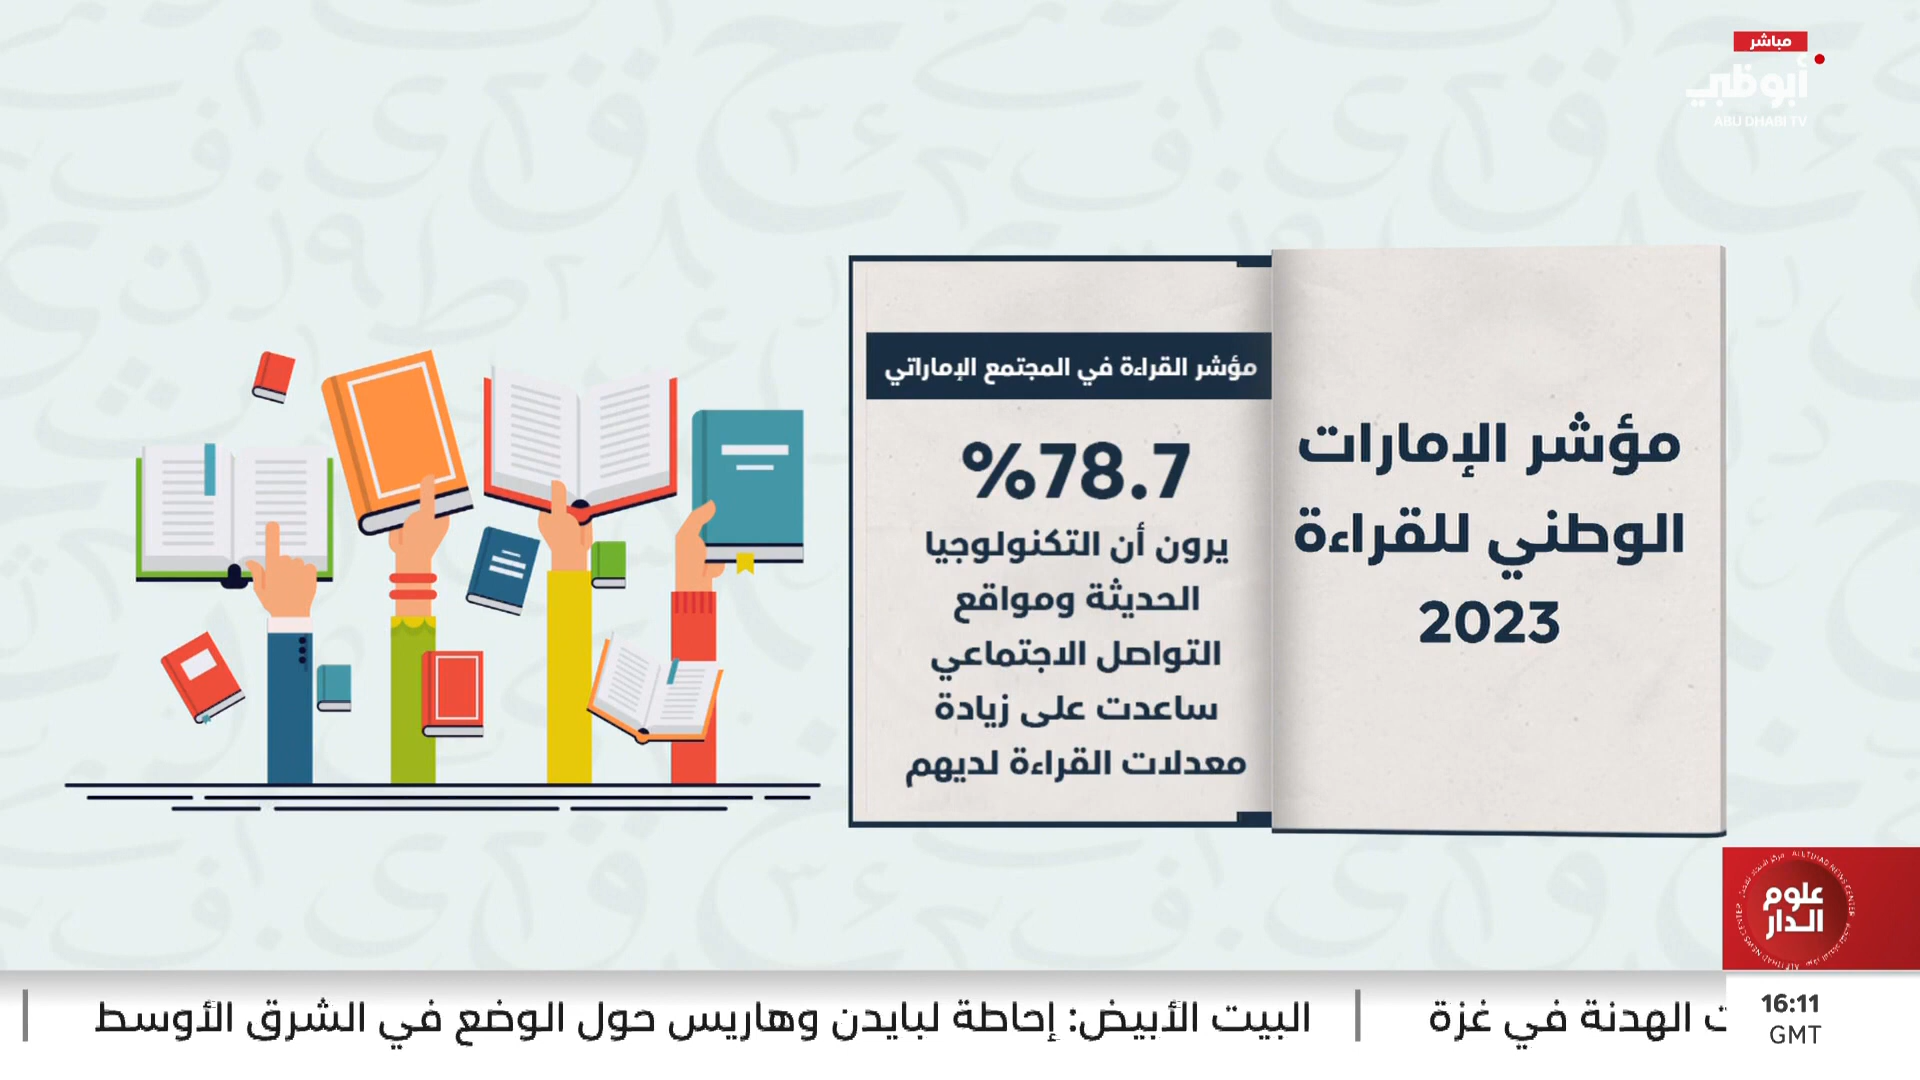 مباشر
أبوظبي
ABU DHABI TV
مؤشر الإمارات
الوطني للقراءة
2023
مؤشر القراءة في المجتمع الإماراتي
%78.7
يرون أن التكنولوجيا
الحديثة ومواقع
التواصل الاجتماعي
ساعدت على زيادة
معدلات القراءة لديهم
علوم
الدار
16:11
GMT
ت الهدنة في غزة | البيت الأبيض: إحاطة لبايدن وهاريس حول الوضع في الشرق الأوسط |